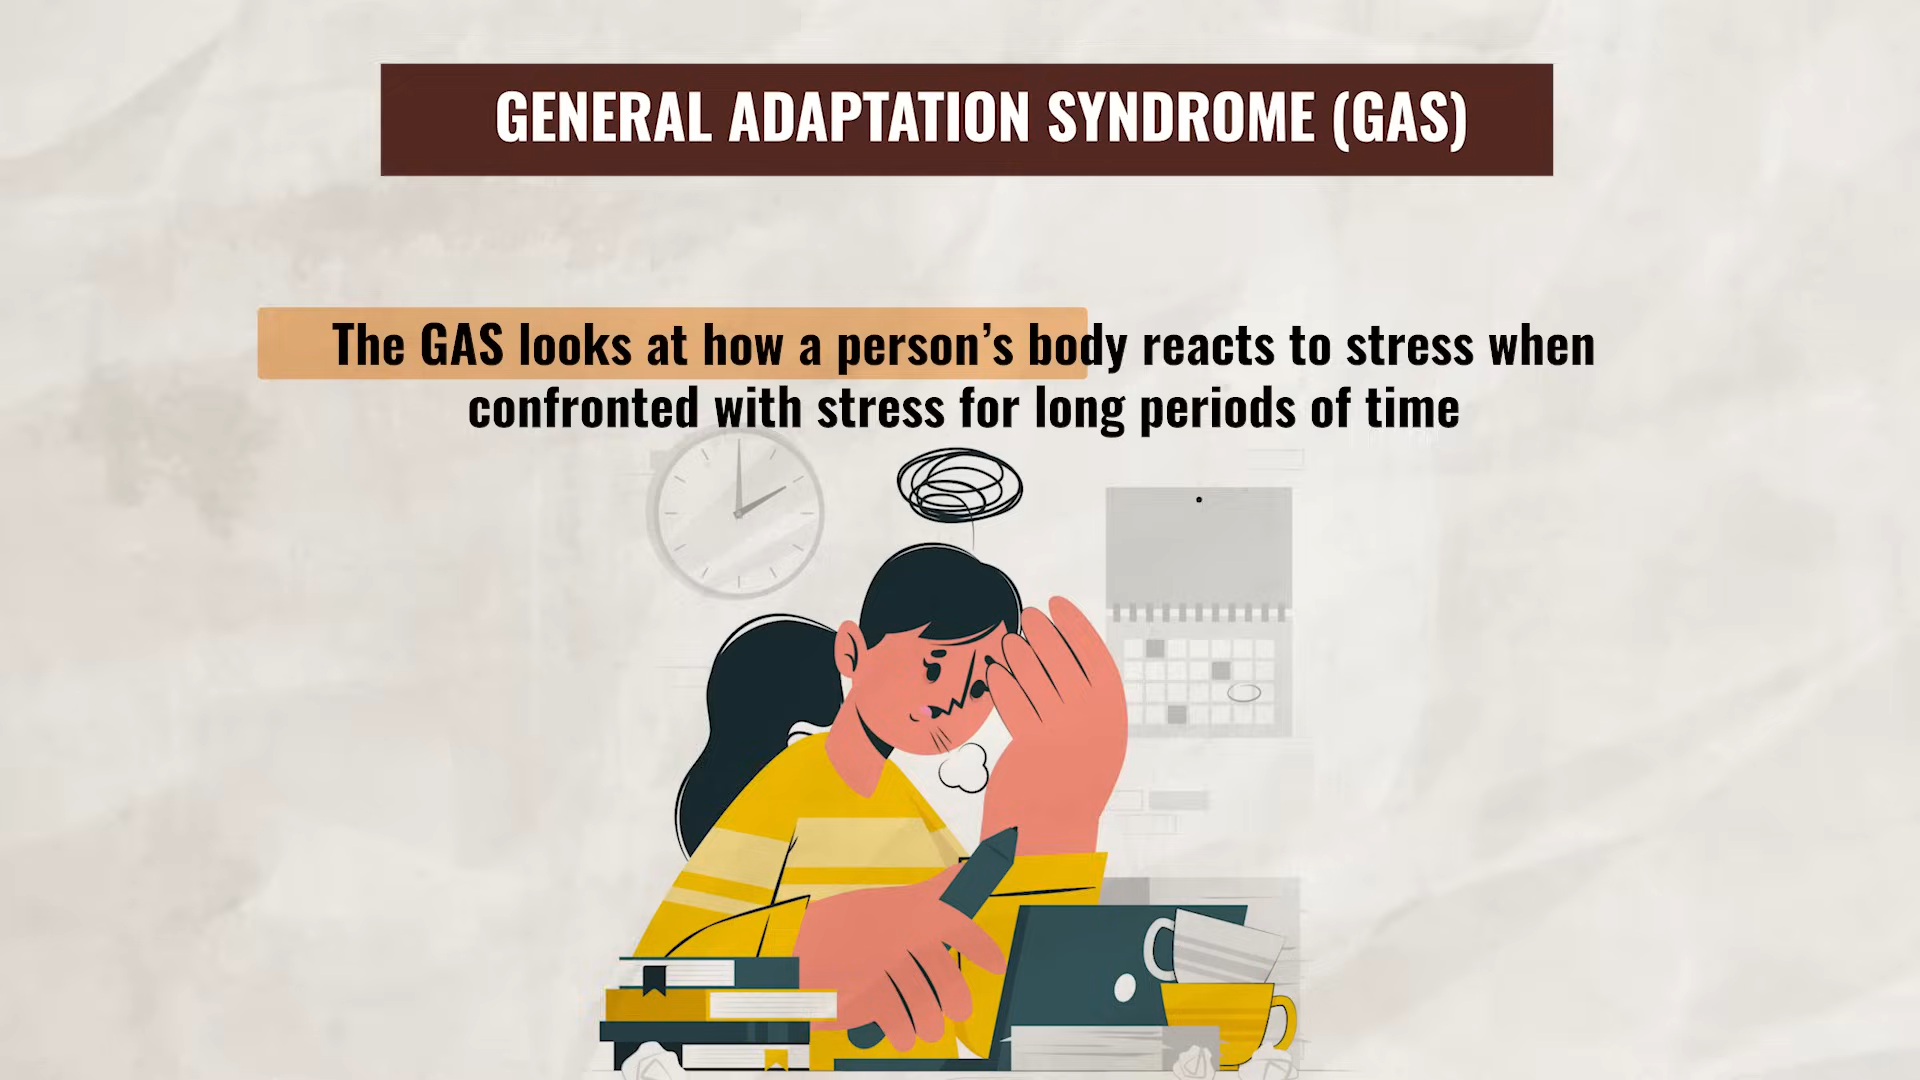 GENERAL ADAPTATION SYNDROME (GAS)
The GAS looks at how a person’s body reacts to stress when
confronted with stress for long periods of time